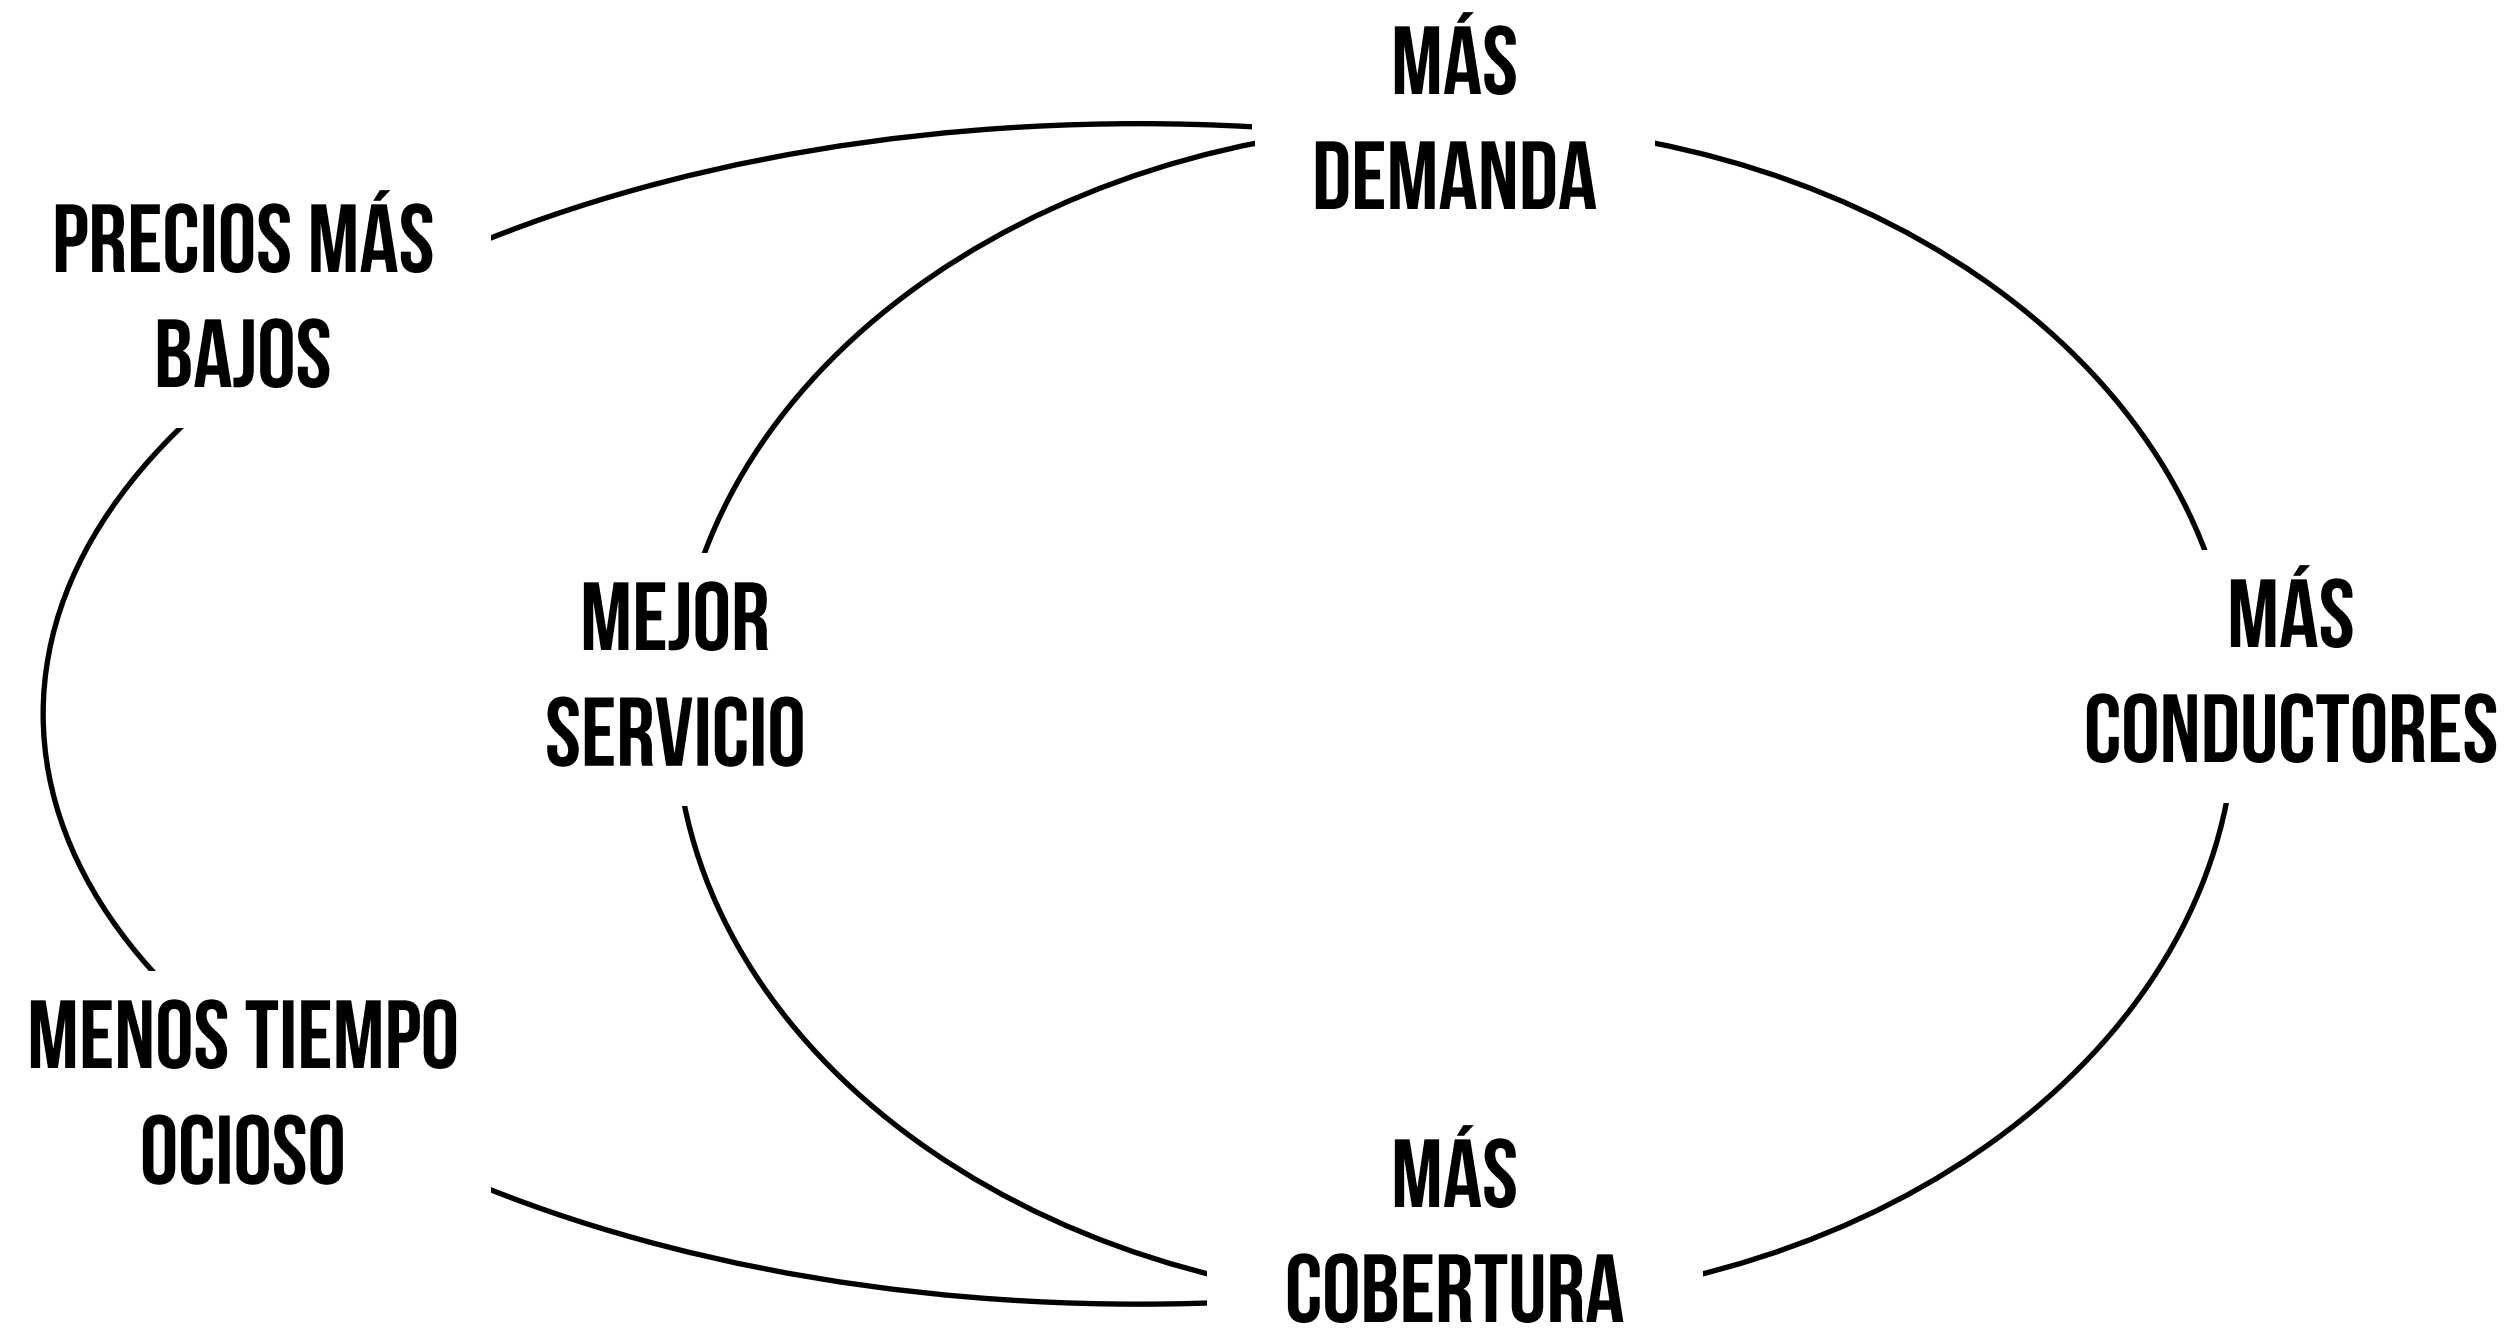 MÁS
DEMANDA
PRECIOS MÁS
BAJOS
MEJOR
SERVICIO
MÁS
CONDUCTORES
MENOS TIEMPO
OCIOSO
MÁS
COBERTURA